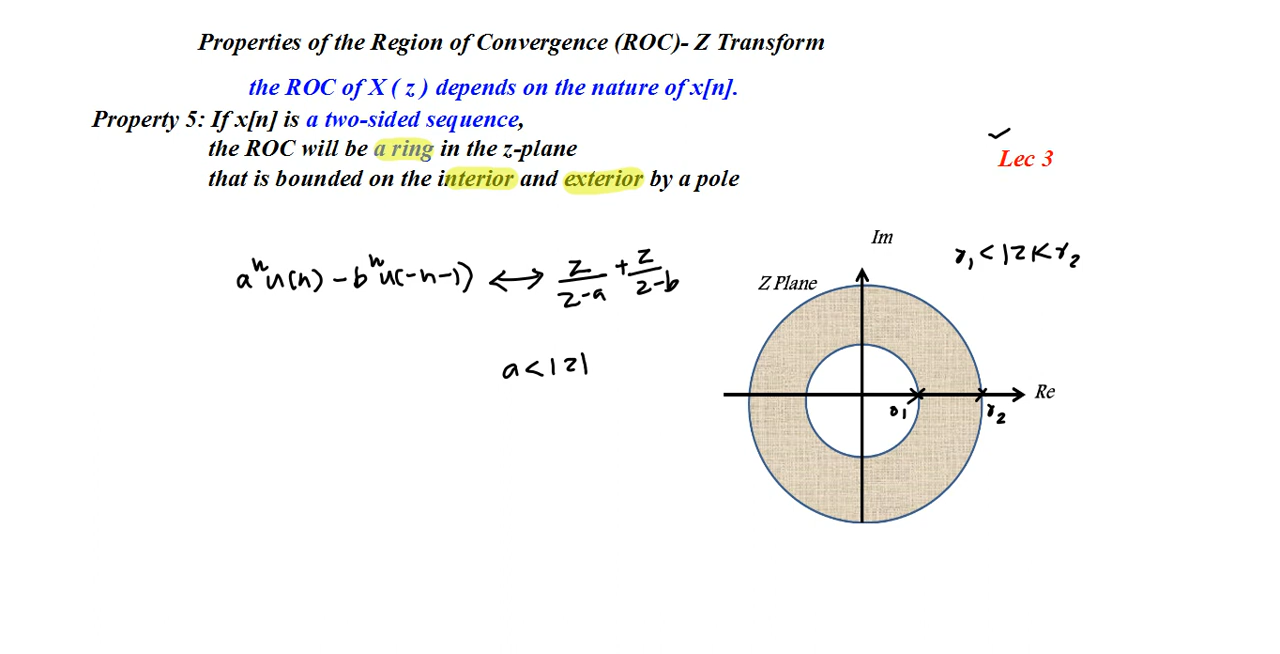 Properties of the Region of Convergence (ROC)- Z Transform
the ROC of X ( z ) depends on the nature of x[n].
Property 5: If x[n] is a two-sided sequence,
the ROC will be a ring in the z-plane
that is bounded on the interior and exterior by a pole
Lec 3
Im
r₁ < |z| < r₂
aⁿu(n) - bⁿu(-n-1) ↔ z/(z-a) + z/(z-b)
Z Plane
a < |z|
Re
r₁
r₂